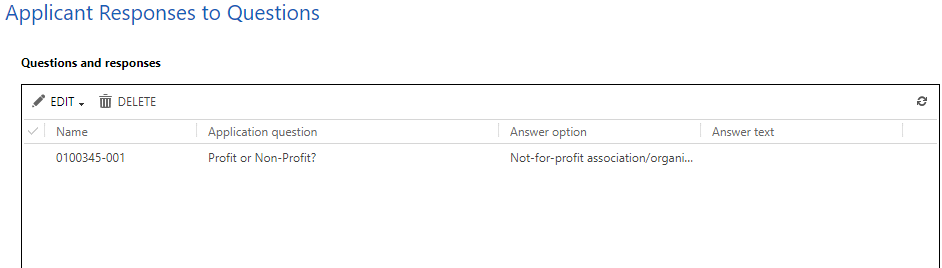 Applicant Responses to Questions
Questions and responses
EDIT DELETE
Name Application question Answer option Answer text
0100345-001 Profit or Non-Profit? Not-for-profit association/organi...